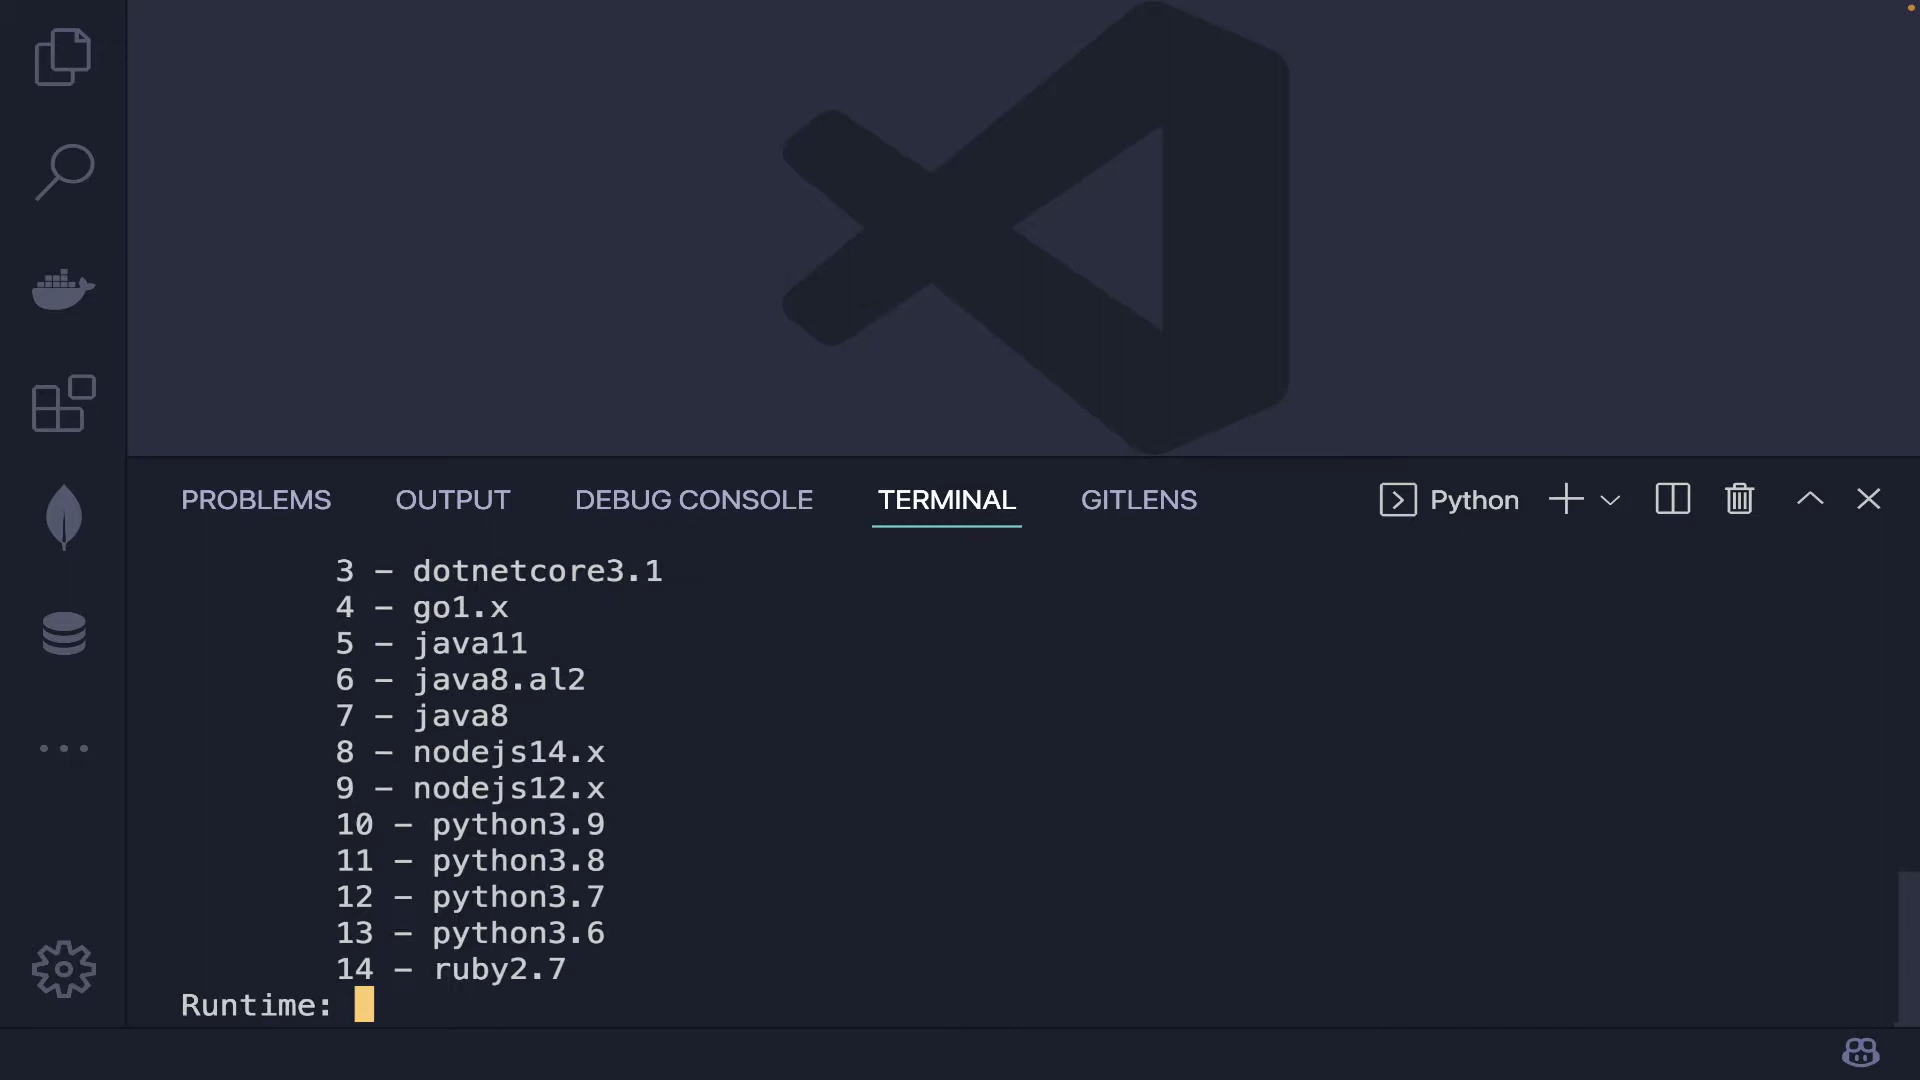 PROBLEMS OUTPUT DEBUG CONSOLE TERMINAL GITLENS Python
3 – dotnetcore3.1
4 – go1.x
5 – java11
6 – java8.al2
7 – java8
8 – nodejs14.x
9 – nodejs12.x
10 – python3.9
11 – python3.8
12 – python3.7
13 – python3.6
14 – ruby2.7
Runtime: